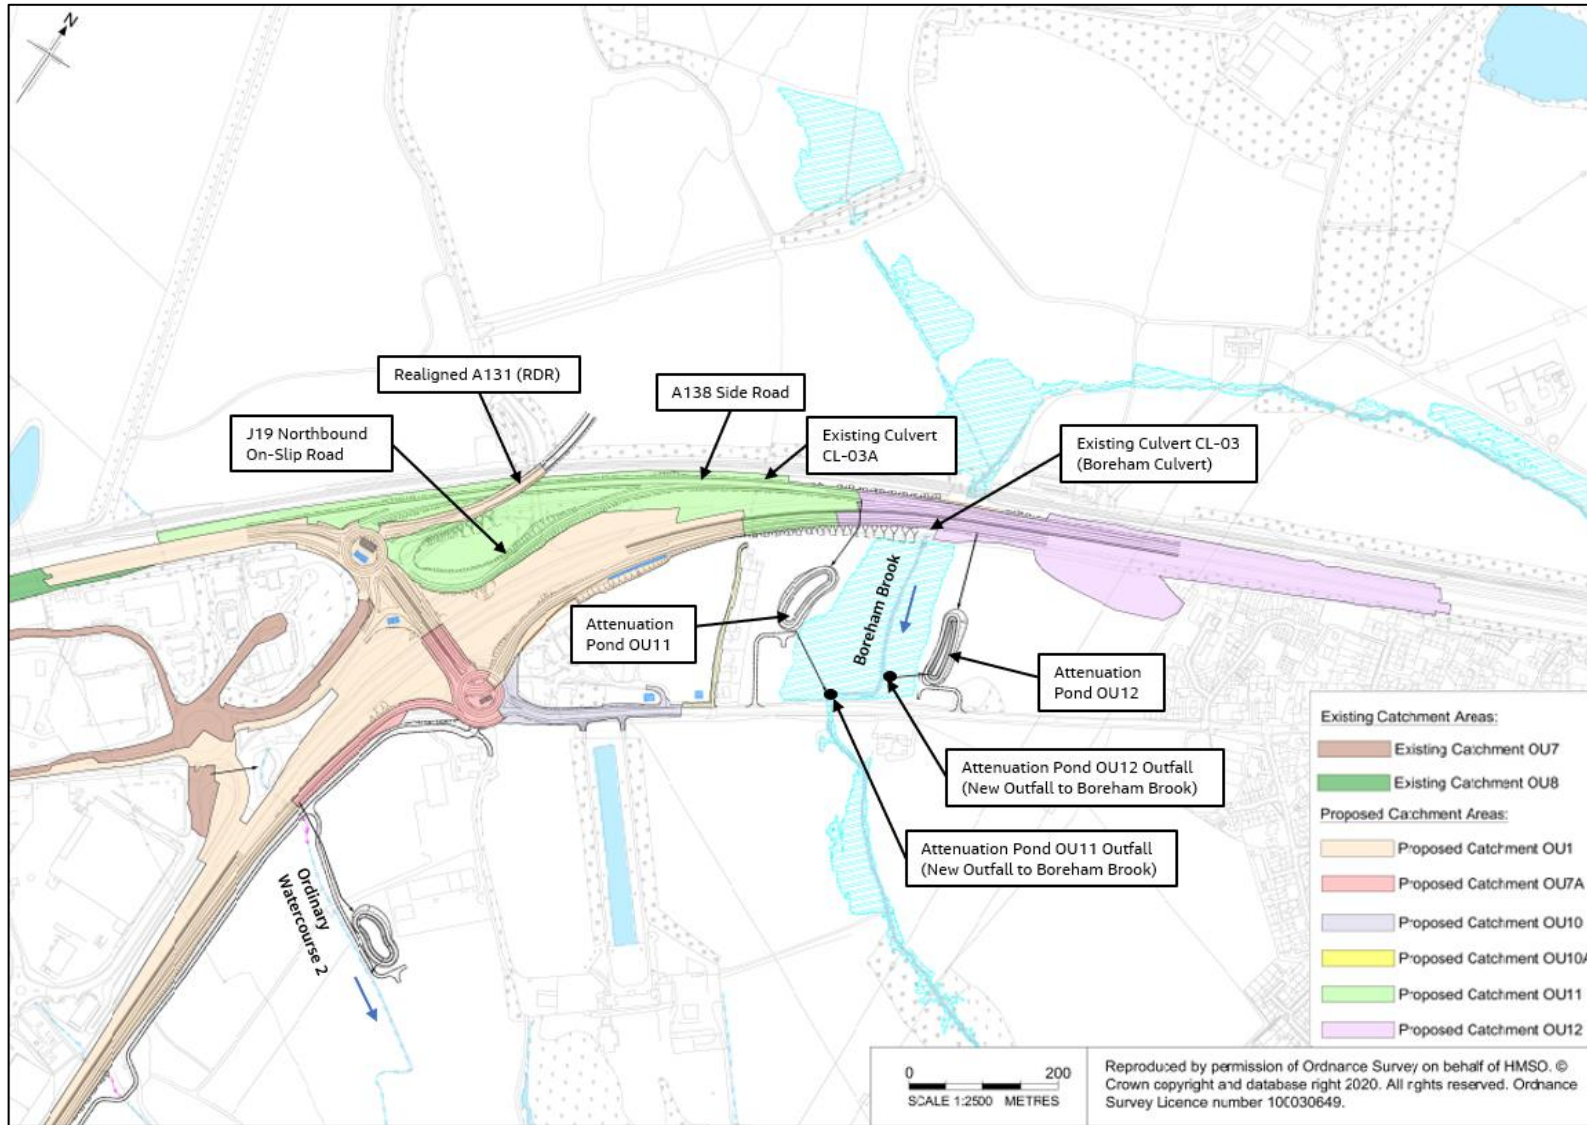 N
Realigned A131 (RDR)
A138 Side Road
J19 Northbound
On-Slip Road
Existing Culvert
CL-03A
Existing Culvert CL-03
(Boreham Culvert)
Boreham Brook
Attenuation
Pond OU11
Attenuation
Pond OU12
Attenuation Pond OU12 Outfall
(New Outfall to Boreham Brook)
Attenuation Pond OU11 Outfall
(New Outfall to Boreham Brook)
Ordinary
Watercourse 2
Existing Catchment Areas:
Existing Catchment OU7
Existing Catchment OU8
Proposed Catchment Areas:
Proposed Catchment OU1
Proposed Catchment OU7A
Proposed Catchment OU10
Proposed Catchment OU10A
Proposed Catchment OU11
Proposed Catchment OU12
0 200
SCALE 1:2500 METRES
Reproduced by permission of Ordnance Survey on behalf of HMSO. ©
Crown copyright and database right 2020. All rights reserved. Ordnance
Survey Licence number 100030649.